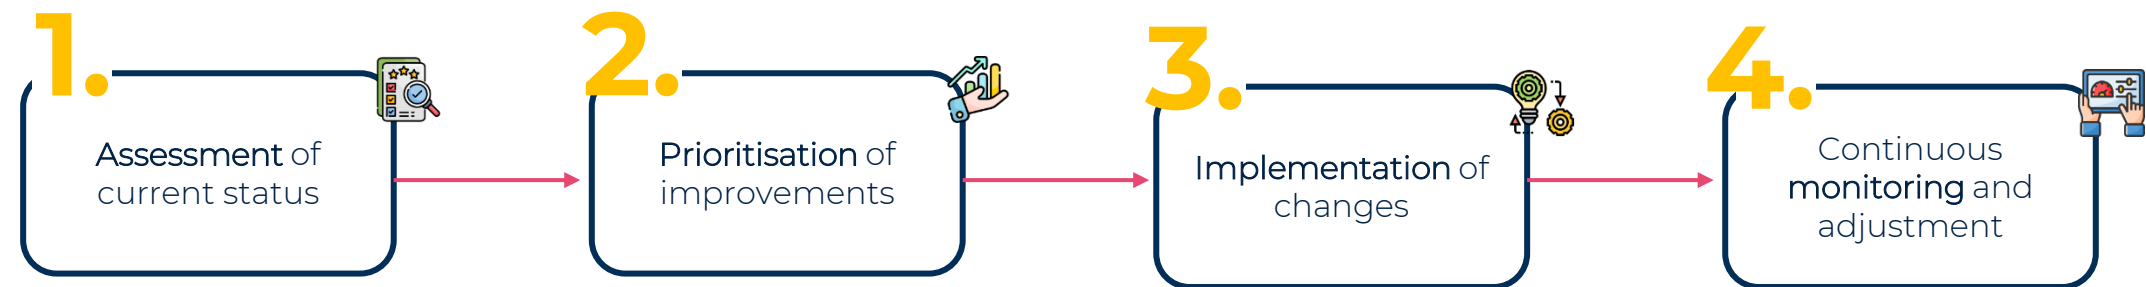 1.
Assessment of
current status
2.
Prioritisation of
improvements
3.
Implementation of
changes
4.
Continuous
monitoring and
adjustment